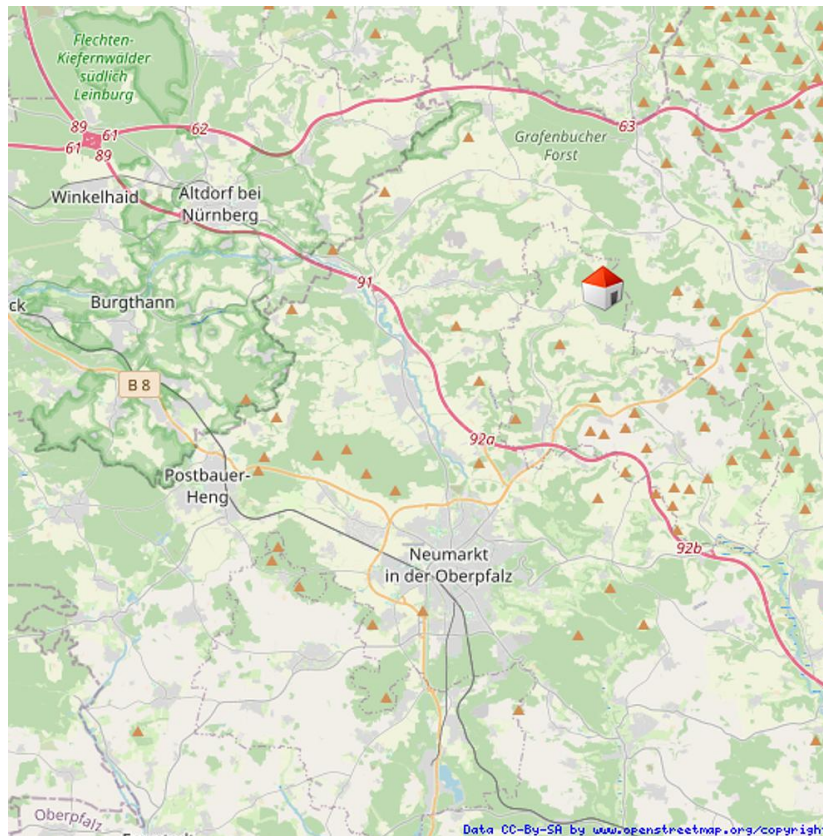 Flechten-
Kiefernwälder
südlich
Leinburg
89
61
62
63
61
89
Grafenbucher
Forst
Winkelhaid
Altdorf bei
Nürnberg
91
ck
Burgthann
B 8
92a
Postbauer-
Heng
Neumarkt
in der Oberpfalz
92b
Oberpfalz
Data CC-By-SA by www.openstreetmap.org/copyright